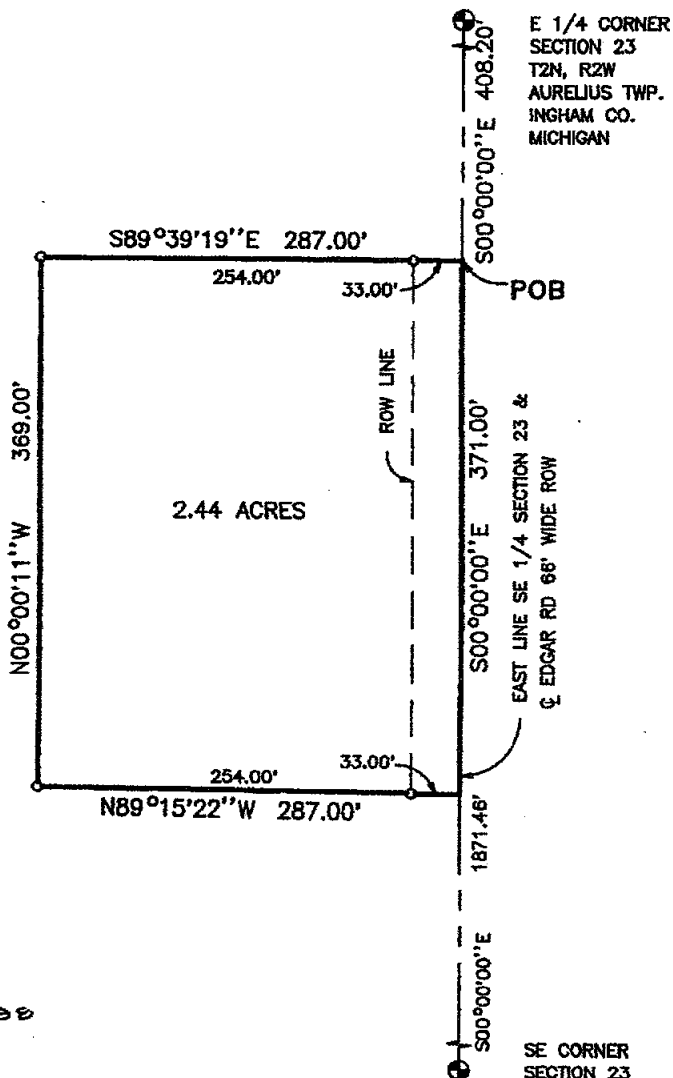 E 1/4 CORNER
SECTION 23
T2N, R2W
AURELIUS TWP.
INGHAM CO.
MICHIGAN
S00°00'00"E 408.20'
S89°39'19"E 287.00'
254.00'
33.00'
POB
ROW LINE
N00°00'11"W 369.00'
2.44 ACRES
S00°00'00"E 371.00'
EAST LINE SE 1/4 SECTION 23 &
℄ EDGAR RD 66' WIDE ROW
254.00'
33.00'
N89°15'22"W 287.00'
S00°00'00"E 1871.46'
SE CORNER
SECTION 23